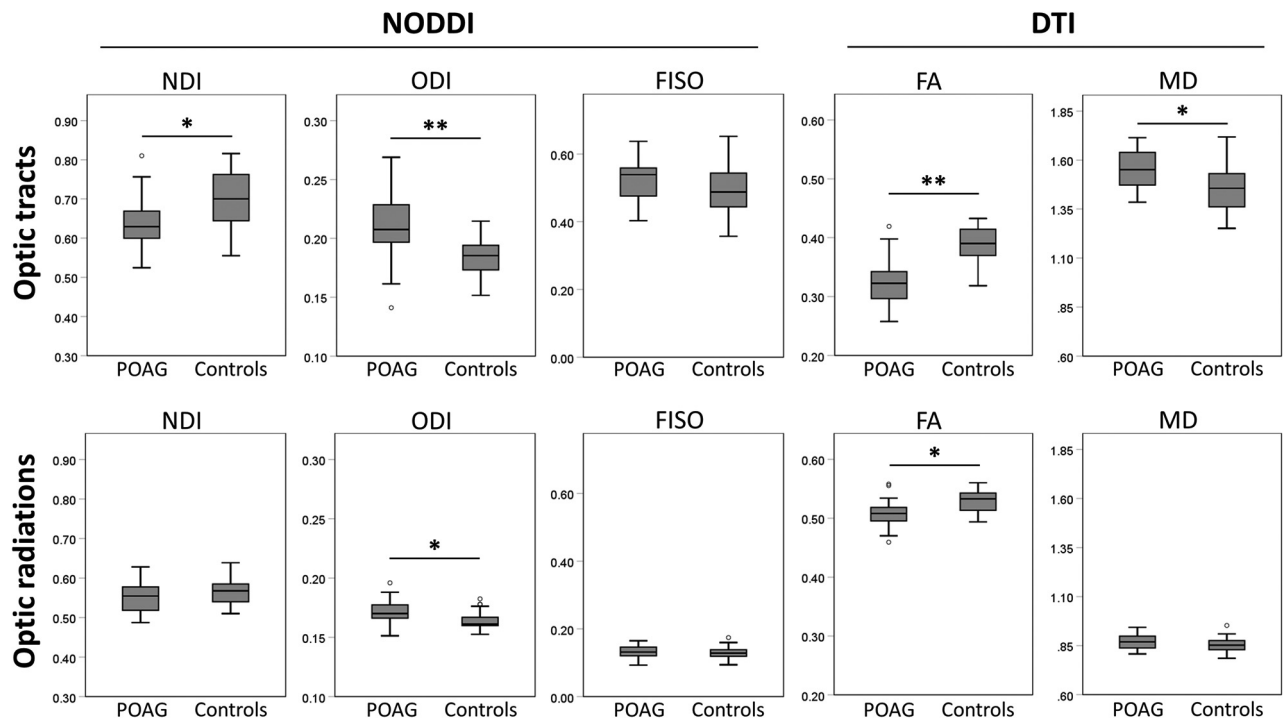 NODDI DTI
NDI ODI FISO FA MD
Optic tracts
0.90 0.80 0.70 0.60 0.50 0.40 0.30
*
POAG Controls
0.30 0.25 0.20 0.15 0.10
**
POAG Controls
0.60 0.40 0.20 0.00
POAG Controls
0.60 0.50 0.40 0.30 0.20
**
POAG Controls
1.85 1.60 1.35 1.10 .85 .60
*
POAG Controls
NDI ODI FISO FA MD
Optic radiations
0.90 0.80 0.70 0.60 0.50 0.40 0.30
POAG Controls
0.30 0.25 0.20 0.15 0.10
*
POAG Controls
0.60 0.40 0.20 0.00
POAG Controls
0.60 0.50 0.40 0.30 0.20
*
POAG Controls
1.85 1.60 1.35 1.10 .85 .60
POAG Controls